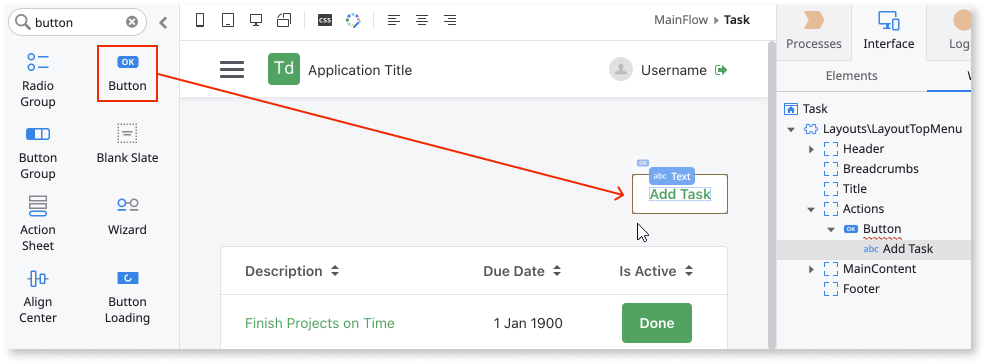 button
Radio
Group
OK
Button
Button
Group
Blank Slate
Action
Sheet
Wizard
Align
Center
Button
Loading
CSS
MainFlow ▸ Task
Td Application Title
Username
OK
abc Text
Add Task
Description
Due Date
Is Active
Finish Projects on Time
1 Jan 1900
Done
Processes
Interface
Log
Elements
Task
Layouts\LayoutTopMenu
Header
Breadcrumbs
Title
Actions
OK Button
abc Add Task
MainContent
Footer